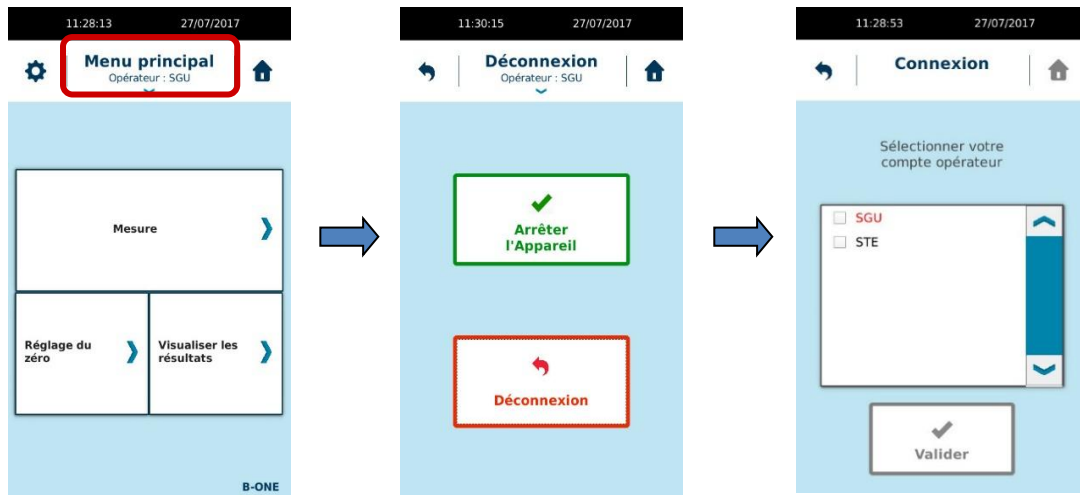 11:28:13 27/07/2017
Menu principal
Opérateur : SGU
Mesure
Réglage du
zéro
Visualiser les
résultats
B-ONE
11:30:15 27/07/2017
Déconnexion
Opérateur : SGU
Arrêter
l'Appareil
Déconnexion
11:28:53 27/07/2017
Connexion
Sélectionner votre
compte opérateur
SGU
STE
Valider